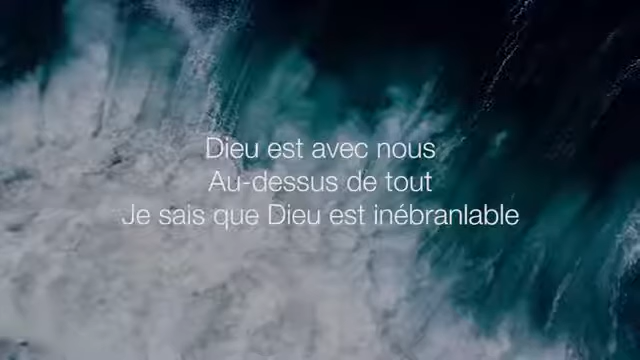 Dieu est avec nous
Au-dessus de tout
Je sais que Dieu est inébranlable